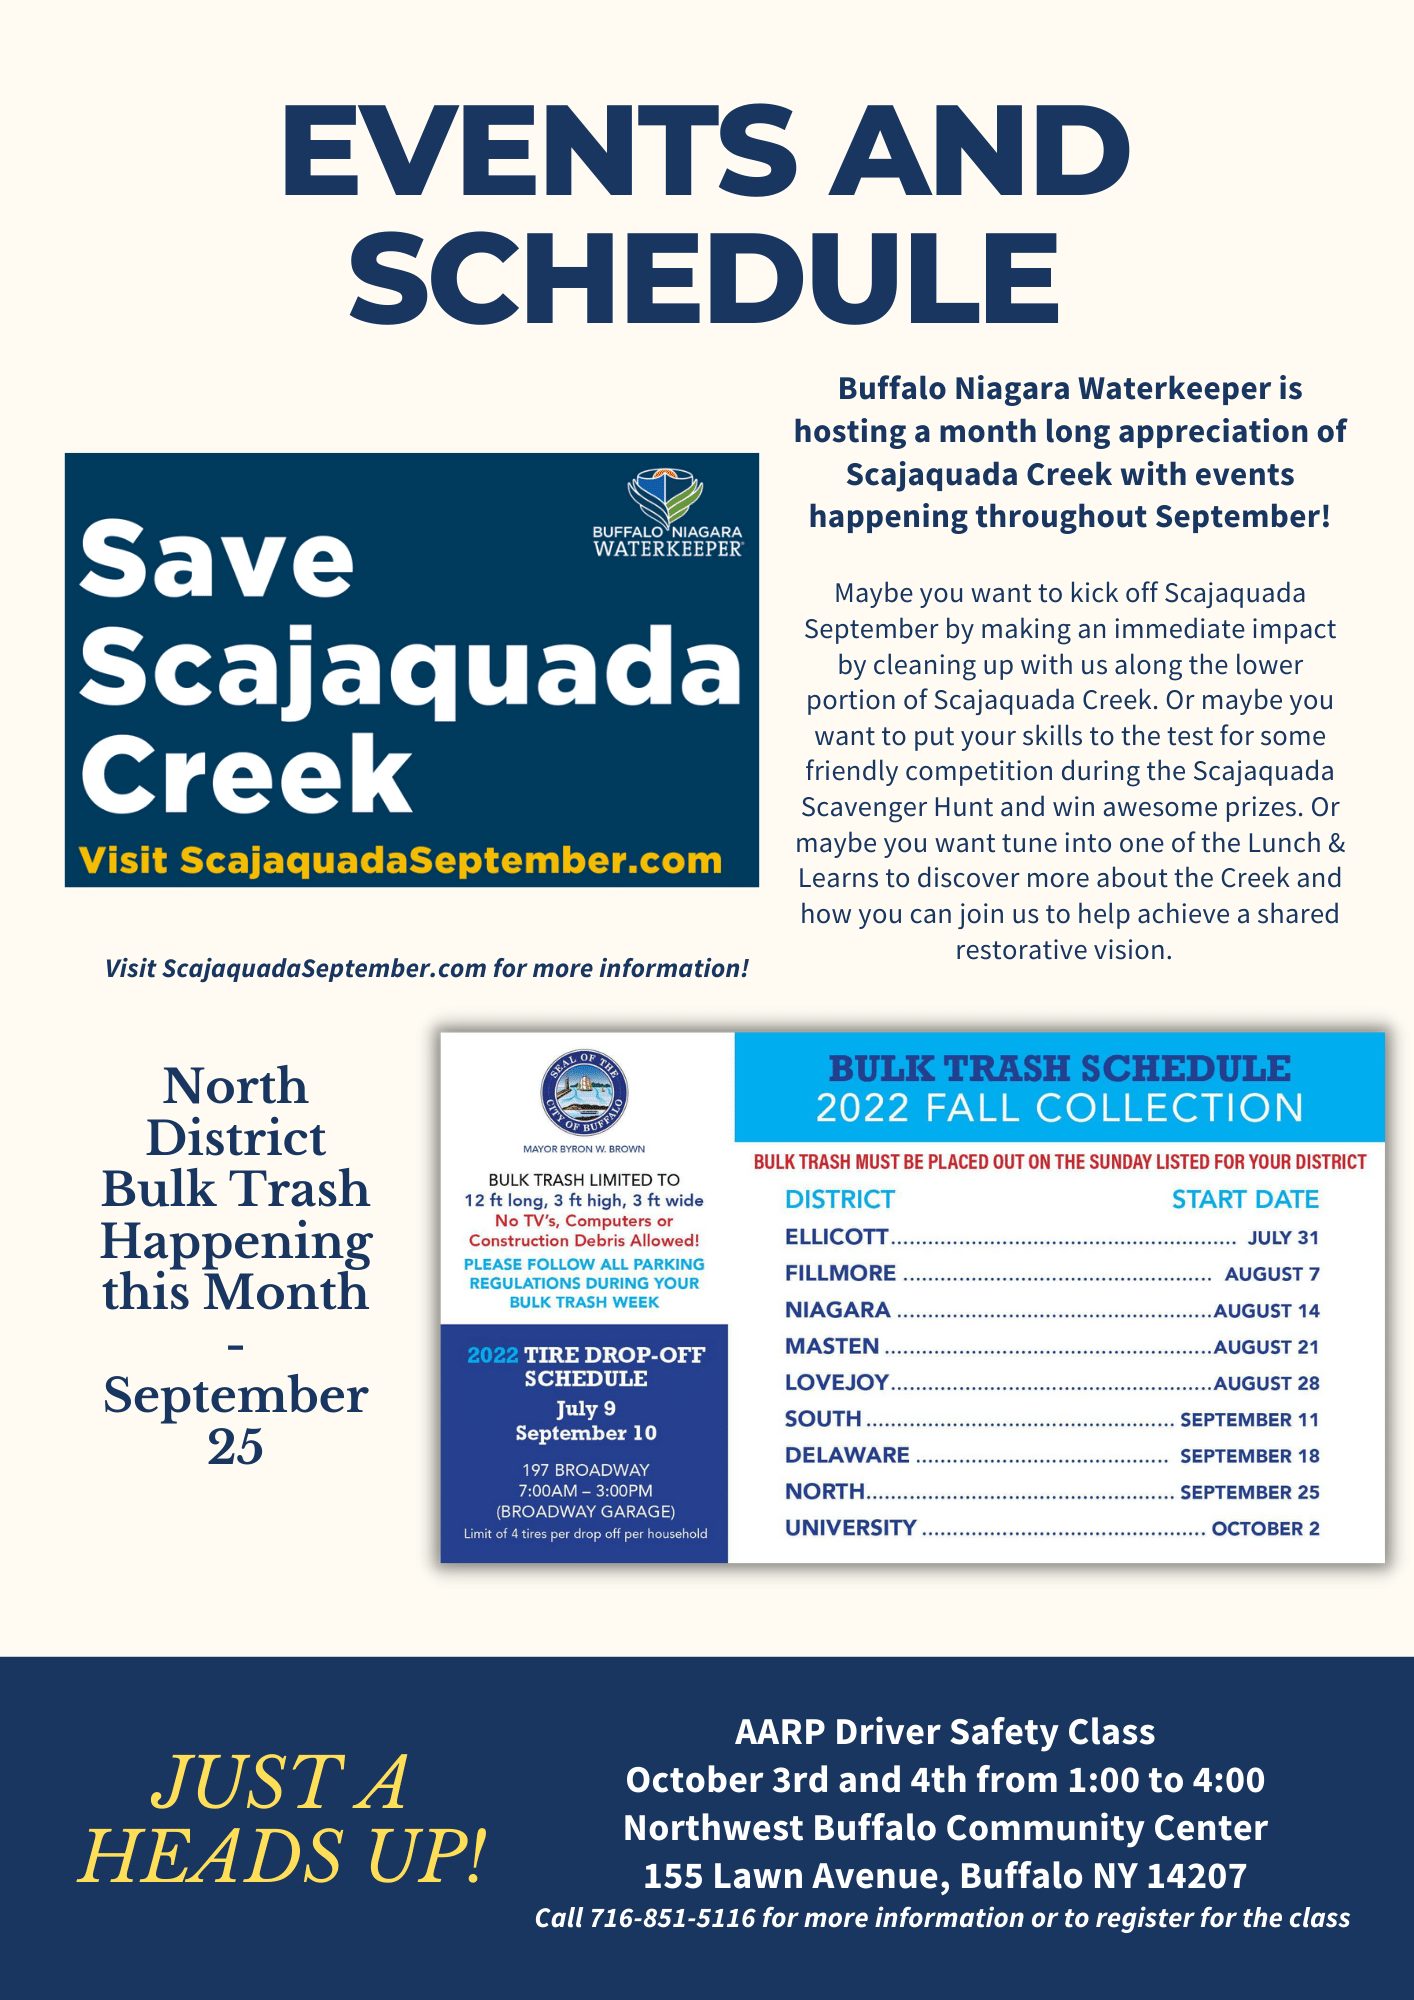 EVENTS AND
SCHEDULE
Save
Scajaquada
Creek
Visit ScajaquadaSeptember.com
BUFFALO NIAGARA
WATERKEEPER
Visit ScajaquadaSeptember.com for more information!
Buffalo Niagara Waterkeeper is
hosting a month long appreciation of
Scajaquada Creek with events
happening throughout September!
Maybe you want to kick off Scajaquada
September by making an immediate impact
by cleaning up with us along the lower
portion of Scajaquada Creek. Or maybe you
want to put your skills to the test for some
friendly competition during the Scajaquada
Scavenger Hunt and win awesome prizes. Or
maybe you want tune into one of the Lunch &
Learns to discover more about the Creek and
how you can join us to help achieve a shared
restorative vision.
North
District
Bulk Trash
Happening
this Month
-
September
25
SEAL OF THE
CITY OF BUFFALO
MAYOR BYRON W. BROWN
BULK TRASH LIMITED TO
12 ft long, 3 ft high, 3 ft wide
No TV's, Computers or
Construction Debris Allowed!
PLEASE FOLLOW ALL PARKING
REGULATIONS DURING YOUR
BULK TRASH WEEK
2022 TIRE DROP-OFF
SCHEDULE
July 9
September 10
197 BROADWAY
7:00AM – 3:00PM
(BROADWAY GARAGE)
Limit of 4 tires per drop off per household
BULK TRASH SCHEDULE
2022 FALL COLLECTION
BULK TRASH MUST BE PLACED OUT ON THE SUNDAY LISTED FOR YOUR DISTRICT
DISTRICT START DATE
ELLICOTT........................................................ JULY 31
FILLMORE .................................................. AUGUST 7
NIAGARA ...................................................AUGUST 14
MASTEN .....................................................AUGUST 21
LOVEJOY....................................................AUGUST 28
SOUTH .................................................. SEPTEMBER 11
DELAWARE ......................................... SEPTEMBER 18
NORTH.................................................. SEPTEMBER 25
UNIVERSITY .............................................. OCTOBER 2
JUST A
HEADS UP!
AARP Driver Safety Class
October 3rd and 4th from 1:00 to 4:00
Northwest Buffalo Community Center
155 Lawn Avenue, Buffalo NY 14207
Call 716-851-5116 for more information or to register for the class